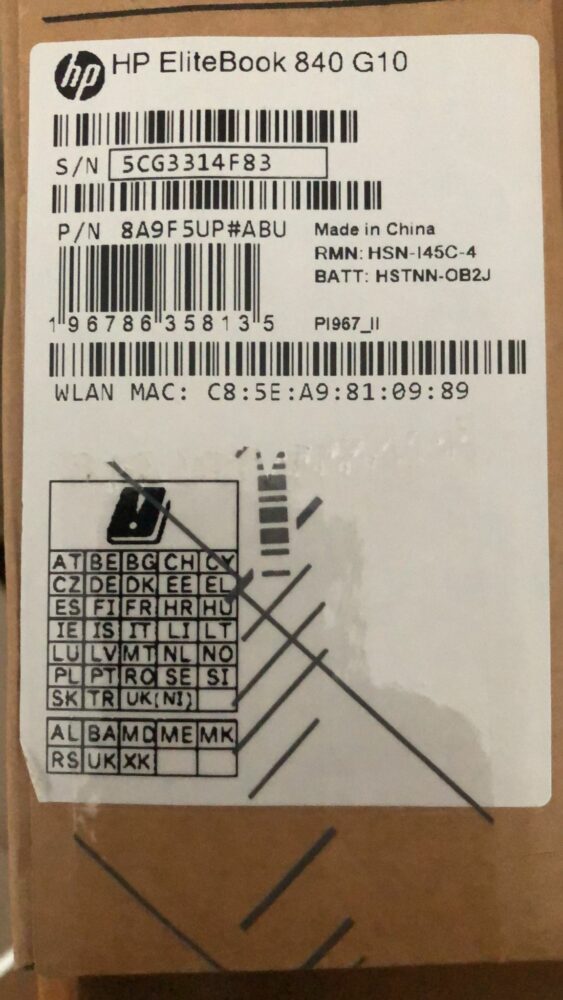 hp HP EliteBook 840 G10
S/N 5CG3314F83
P/N 8A9F5UP#ABU
Made in China
RMN: HSN-I45C-4
BATT: HSTNN-OB2J
1 96786 35813 5
PI967_II
WLAN MAC: C8:5E:A9:81:09:89
AT BE BG CH CY
CZ DE DK EE EL
ES FI FR HR HU
IE IS IT LI LT
LU LV MT NL NO
PL PT RO SE SI
SK TR UK(NI)
AL BA MD ME MK
RS UK XK